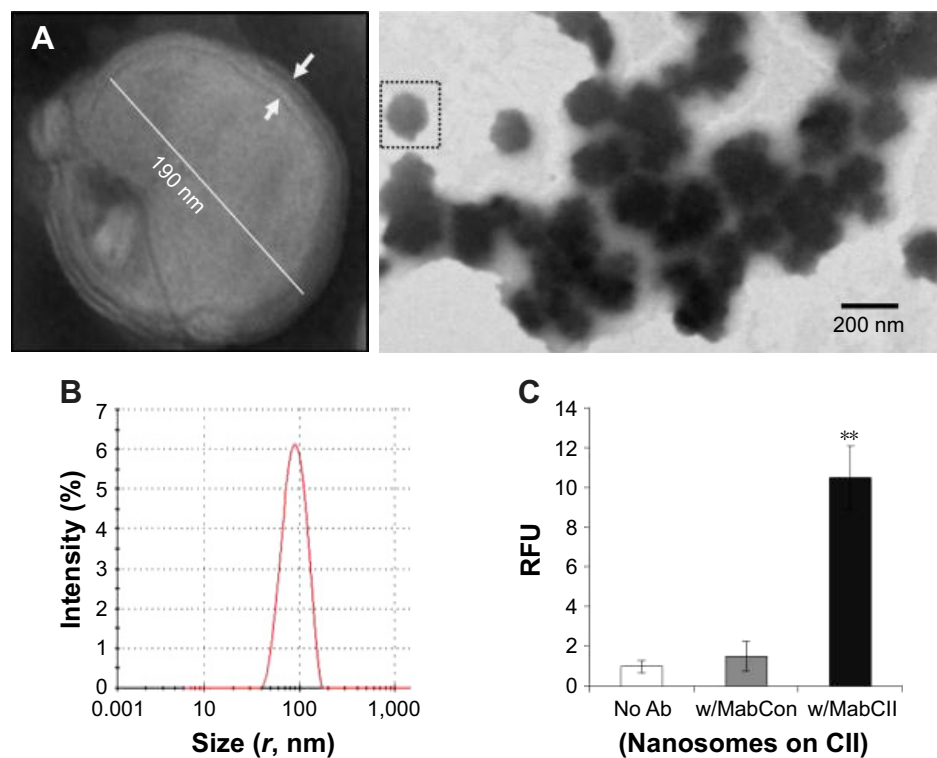 A
190 nm
200 nm
B
7
6
5
4
3
2
1
0
Intensity (%)
0.001 10 100 1,000
Size (r, nm)
C
14
12
10
8
6
4
2
0
RFU
**
No Ab w/MabCon w/MabCII
(Nanosomes on CII)